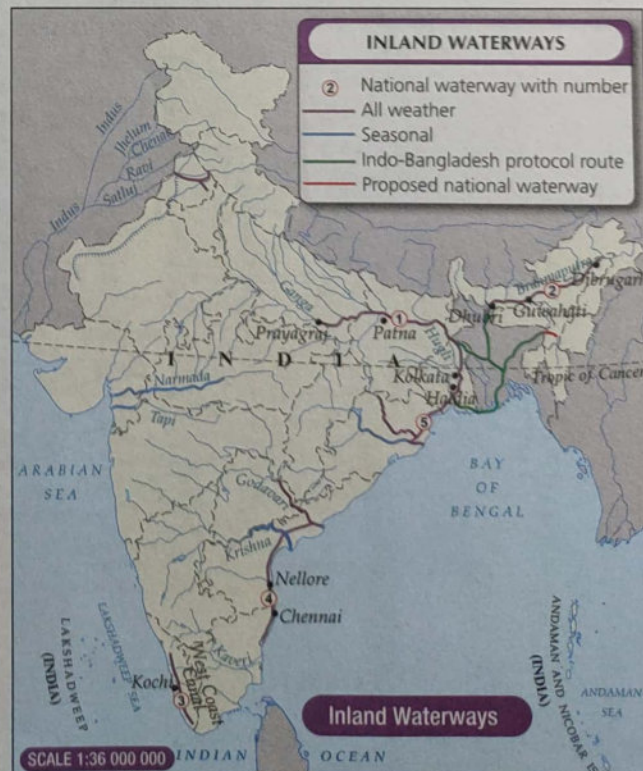 INLAND WATERWAYS
② National waterway with number
All weather
Seasonal
Indo-Bangladesh protocol route
Proposed national waterway
Indus
Jhelum
Chenab
Ravi
Satluj
Indus
Ganga
Brahmaputra
Dibrugarh
②
Dhubri
Guwahati
Prayagraj
①
Patna
Hugli
INDIA
Kolkata
Tropic of Cancer
Haldia
Narmada
Tapi
⑤
ARABIAN
SEA
BAY
OF
BENGAL
Godavari
Krishna
Nellore
④
Chennai
LAKSHADWEEP
(INDIA)
LAKSHADWEEP SEA
Kaveri
West Coast
Canal
Kochi
③
ANDAMAN AND NICOBAR IS
(INDIA)
ANDAMAN
SEA
Inland Waterways
SCALE 1:36 000 000
INDIAN OCEAN